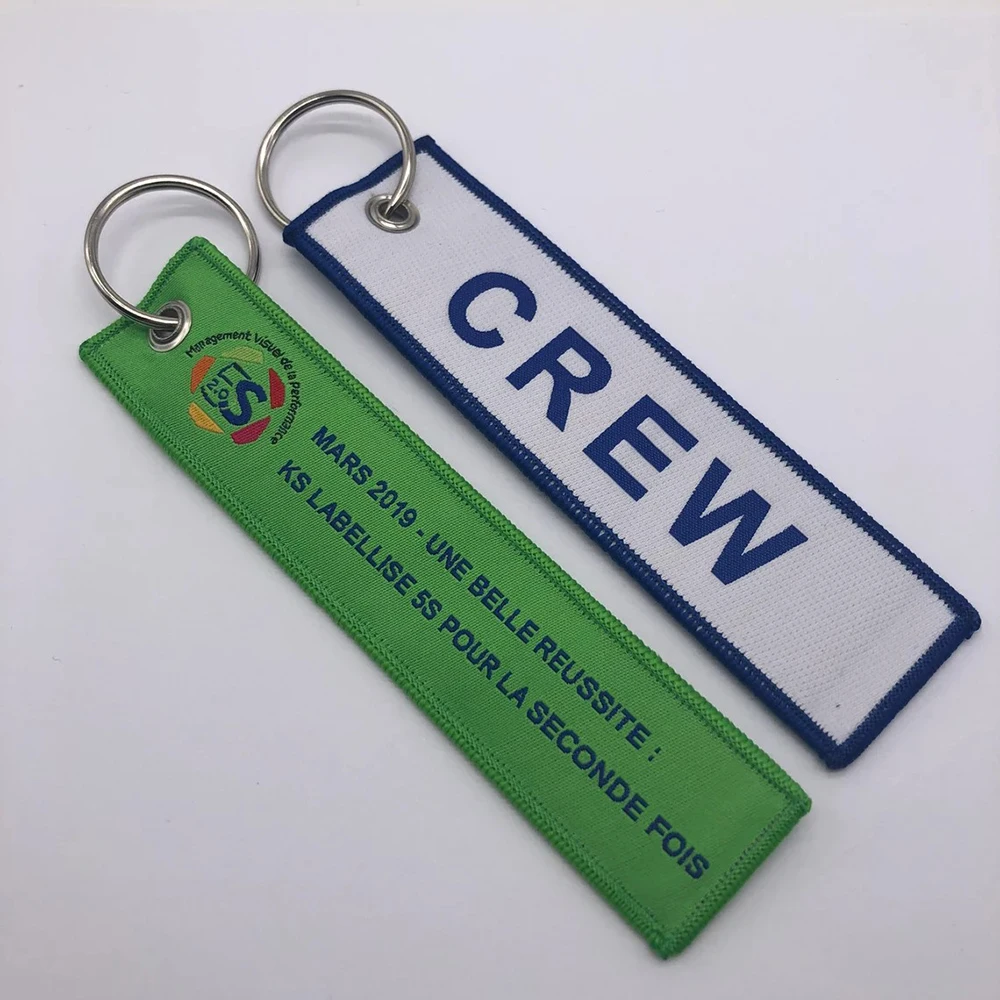 Management Visuel de la Performance
5S
MARS 2019 - UNE BELLE REUSSITE :
KS LABELLISE 5S POUR LA SECONDE FOIS
CREW